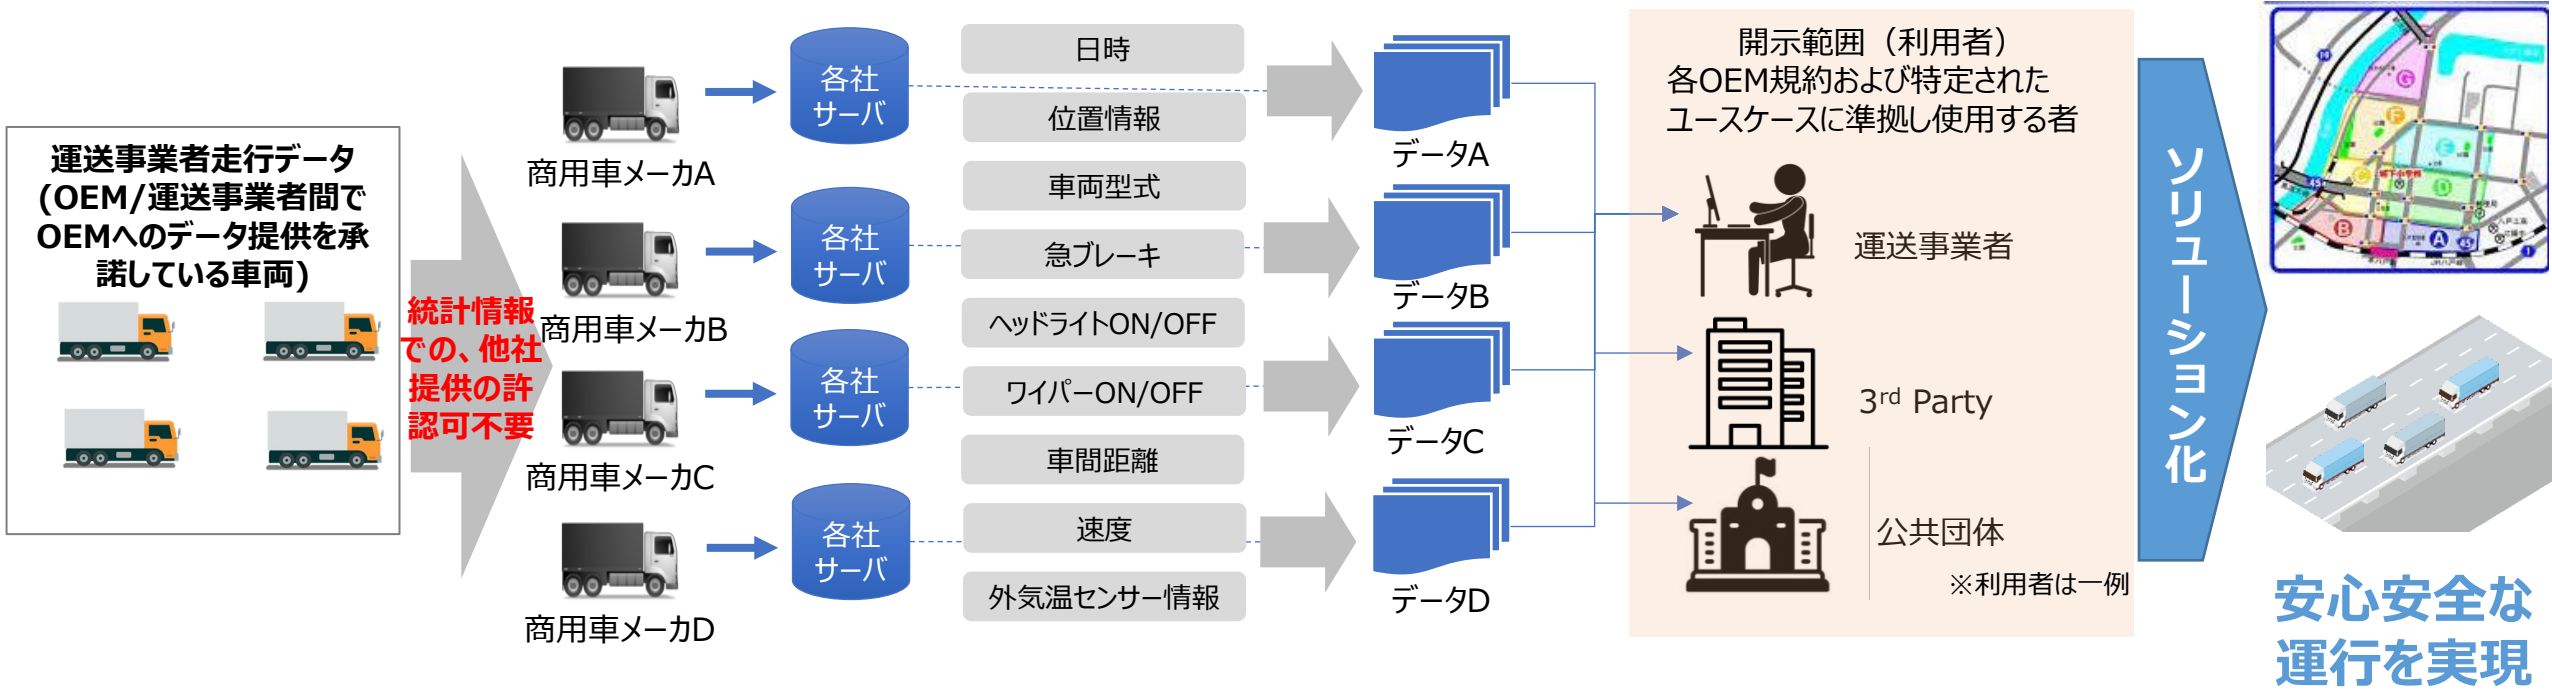 運送事業者走行データ
(OEM/運送事業者間で
OEMへのデータ提供を承
諾している車両)
統計情報
での、他社
提供の許
認可不要
商用車メーカA
商用車メーカB
商用車メーカC
商用車メーカD
各社
サーバ
各社
サーバ
各社
サーバ
各社
サーバ
日時
位置情報
車両型式
急ブレーキ
ヘッドライトON/OFF
ワイパーON/OFF
車間距離
速度
外気温センサー情報
データA
データB
データC
データD
開示範囲（利用者）
各OEM規約および特定された
ユースケースに準拠し使用する者
運送事業者
3rd Party
公共団体
※利用者は一例
ソリューション化
G
F
E
C
D
B
A
45
45
安心安全な
運行を実現